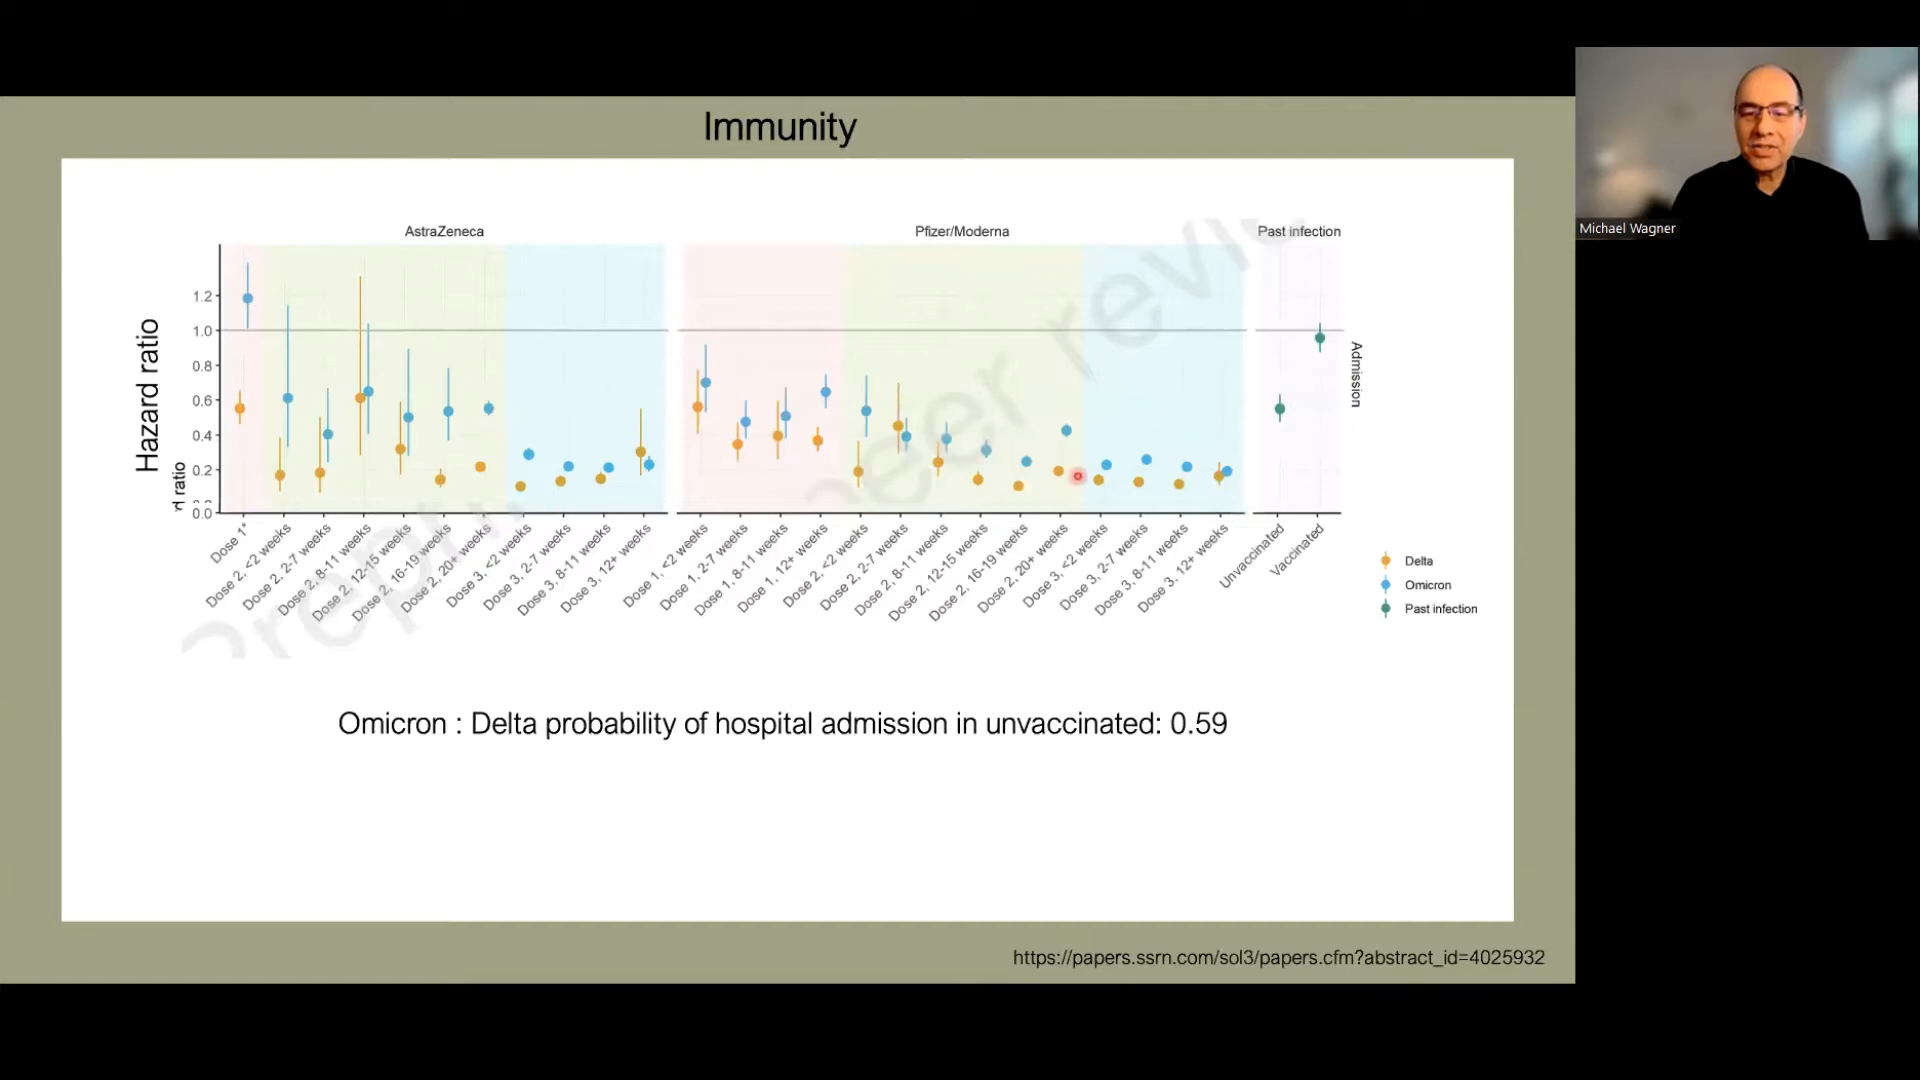 Immunity
Michael Wagner
AstraZeneca
Pfizer/Moderna
Past infection
Hazard ratio
1.2
1.0
0.8
0.6
0.4
0.2
0.0
Admission
Dose 1*
Dose 2, <2 weeks
Dose 2, 2-7 weeks
Dose 2, 8-11 weeks
Dose 2, 12-15 weeks
Dose 2, 16-19 weeks
Dose 2, 20+ weeks
Dose 3, <2 weeks
Dose 3, 2-7 weeks
Dose 3, 8-11 weeks
Dose 3, 12+ weeks
Dose 1, <2 weeks
Dose 1, 2-7 weeks
Dose 1, 8-11 weeks
Dose 1, 12+ weeks
Dose 2, <2 weeks
Dose 2, 2-7 weeks
Dose 2, 8-11 weeks
Dose 2, 12-15 weeks
Dose 2, 16-19 weeks
Dose 2, 20+ weeks
Dose 3, <2 weeks
Dose 3, 2-7 weeks
Dose 3, 8-11 weeks
Dose 3, 12+ weeks
Unvaccinated
Vaccinated
Delta
Omicron
Past infection
Omicron : Delta probability of hospital admission in unvaccinated: 0.59
https://papers.ssrn.com/sol3/papers.cfm?abstract_id=4025932